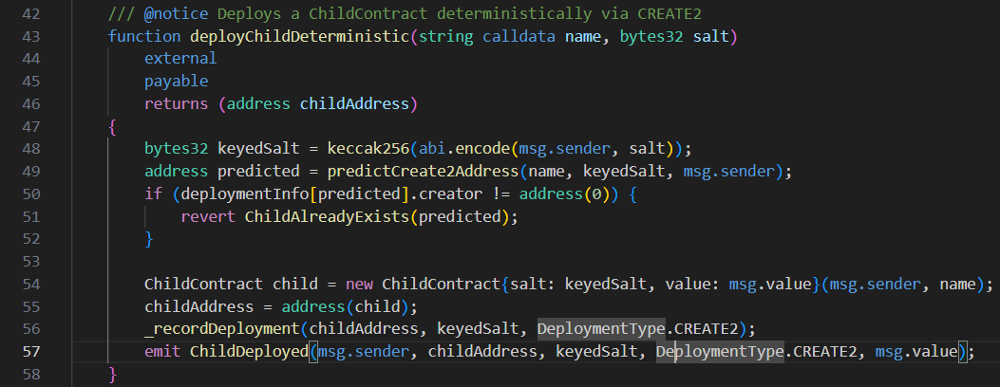 42 /// @notice Deploys a ChildContract deterministically via CREATE2
43 function deployChildDeterministic(string calldata name, bytes32 salt)
44 external
45 payable
46 returns (address childAddress)
47 {
48 bytes32 keyedSalt = keccak256(abi.encode(msg.sender, salt));
49 address predicted = predictCreate2Address(name, keyedSalt, msg.sender);
50 if (deploymentInfo[predicted].creator != address(0)) {
51 revert ChildAlreadyExists(predicted);
52 }
53
54 ChildContract child = new ChildContract{salt: keyedSalt, value: msg.value}(msg.sender, name);
55 childAddress = address(child);
56 _recordDeployment(childAddress, keyedSalt, DeploymentType.CREATE2);
57 emit ChildDeployed(msg.sender, childAddress, keyedSalt, DeploymentType.CREATE2, msg.value);
58 }